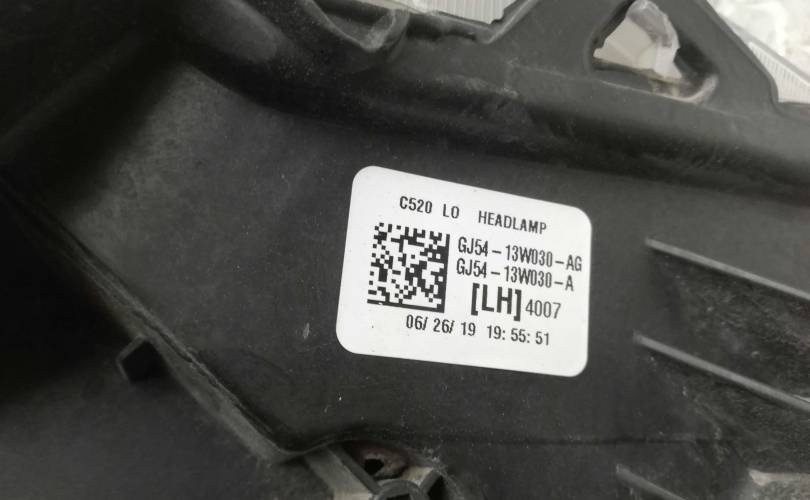 C520 LO HEADLAMP
GJ54-13W030-AG
GJ54-13W030-A
[LH] 4007
06/ 26/ 19 19: 55: 51